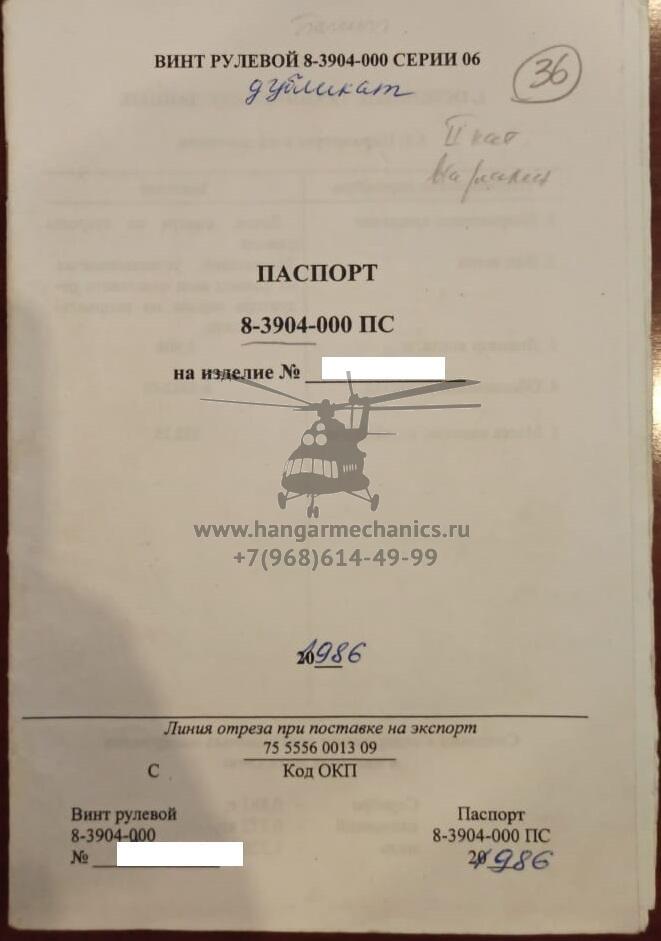 ВИНТ РУЛЕВОЙ 8-3904-000 СЕРИИ 06
дубликат
36
II кат
ПАСПОРТ
8-3904-000 ПС
на изделие №
www.hangarmechanics.ru
+7(968)614-49-99
1986
Линия отреза при поставке на экспорт
75 5556 0013 09
С Код ОКП
Винт рулевой
8-3904-000
№
Паспорт
8-3904-000 ПС
1986